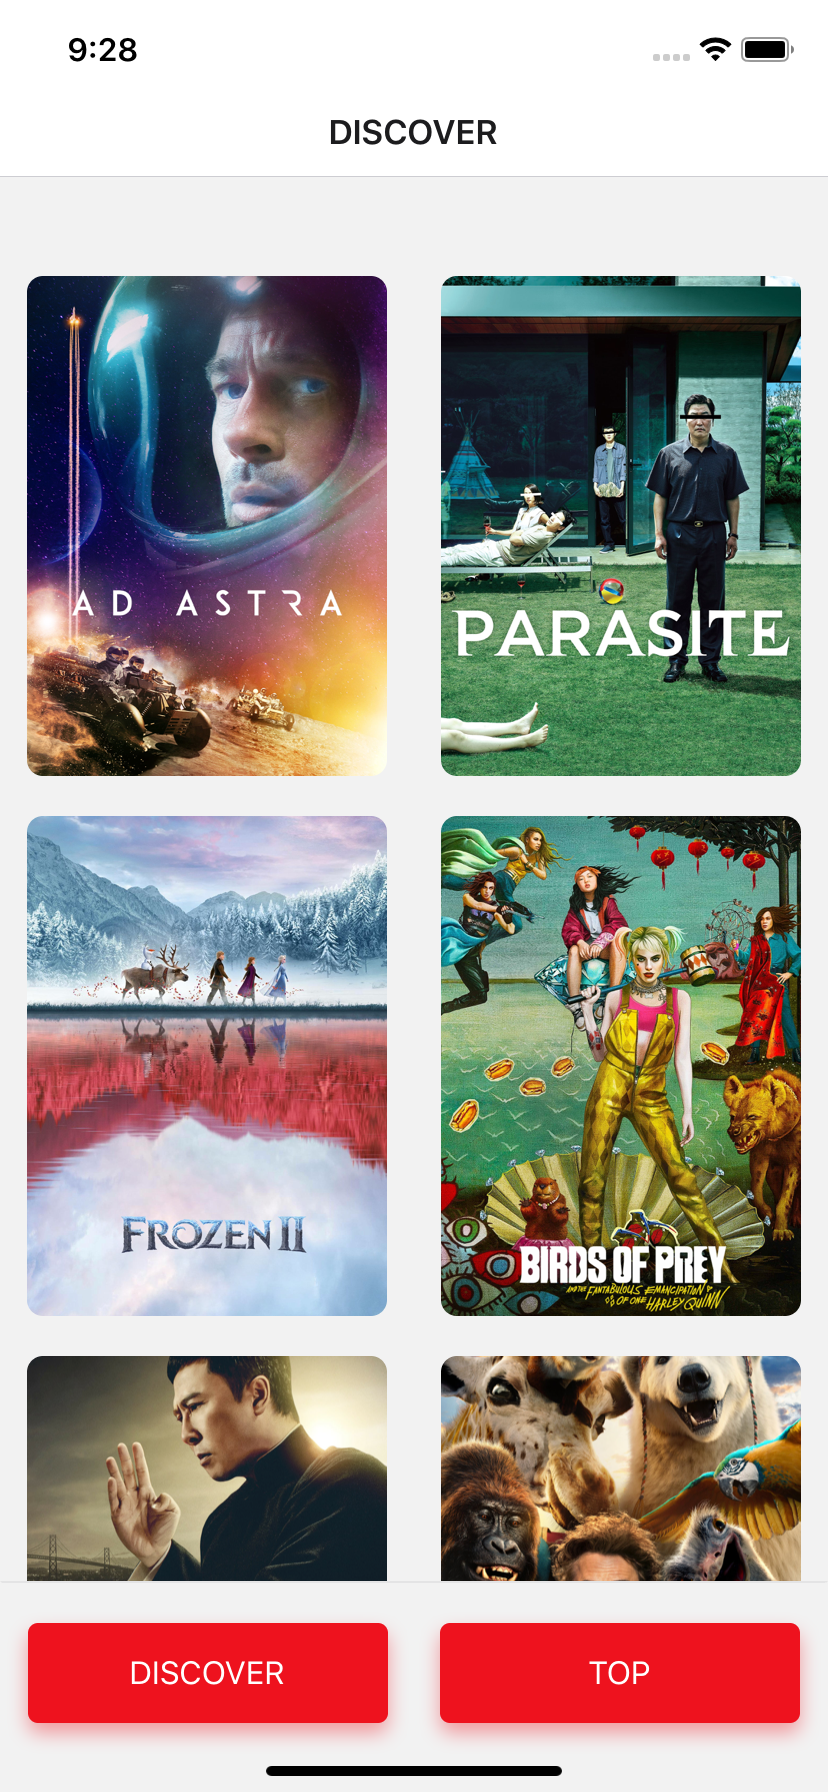 9:28
DISCOVER
AD ASTRA
PARASITE
FROZEN II
BIRDS OF PREY
AND THE FANTABULOUS EMANCIPATION
OF ONE HARLEY QUINN
DISCOVER
TOP